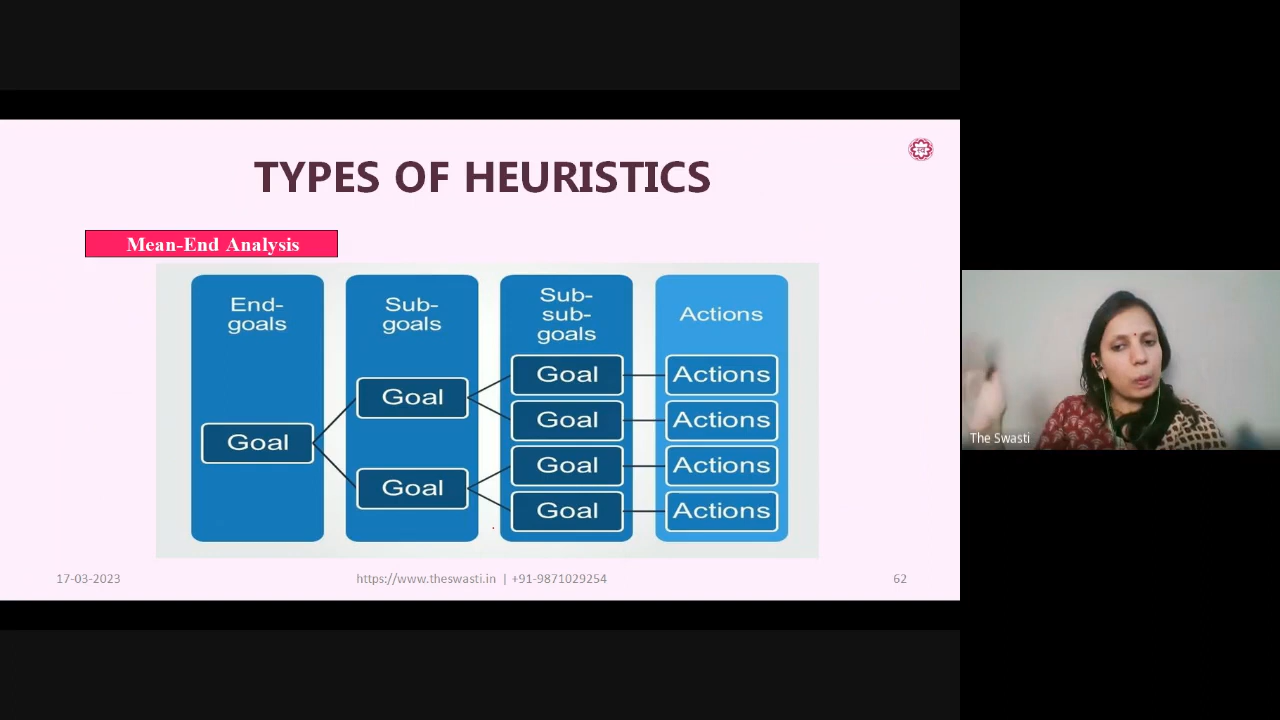 TYPES OF HEURISTICS
Mean-End Analysis
End-
goals
Sub-
goals
Sub-
sub-
goals
Actions
Goal
Goal
Goal
Goal
Goal
Goal
Goal
Actions
Actions
Actions
Actions
The Swasti
17-03-2023
https://www.theswasti.in | +91-9871029254
62